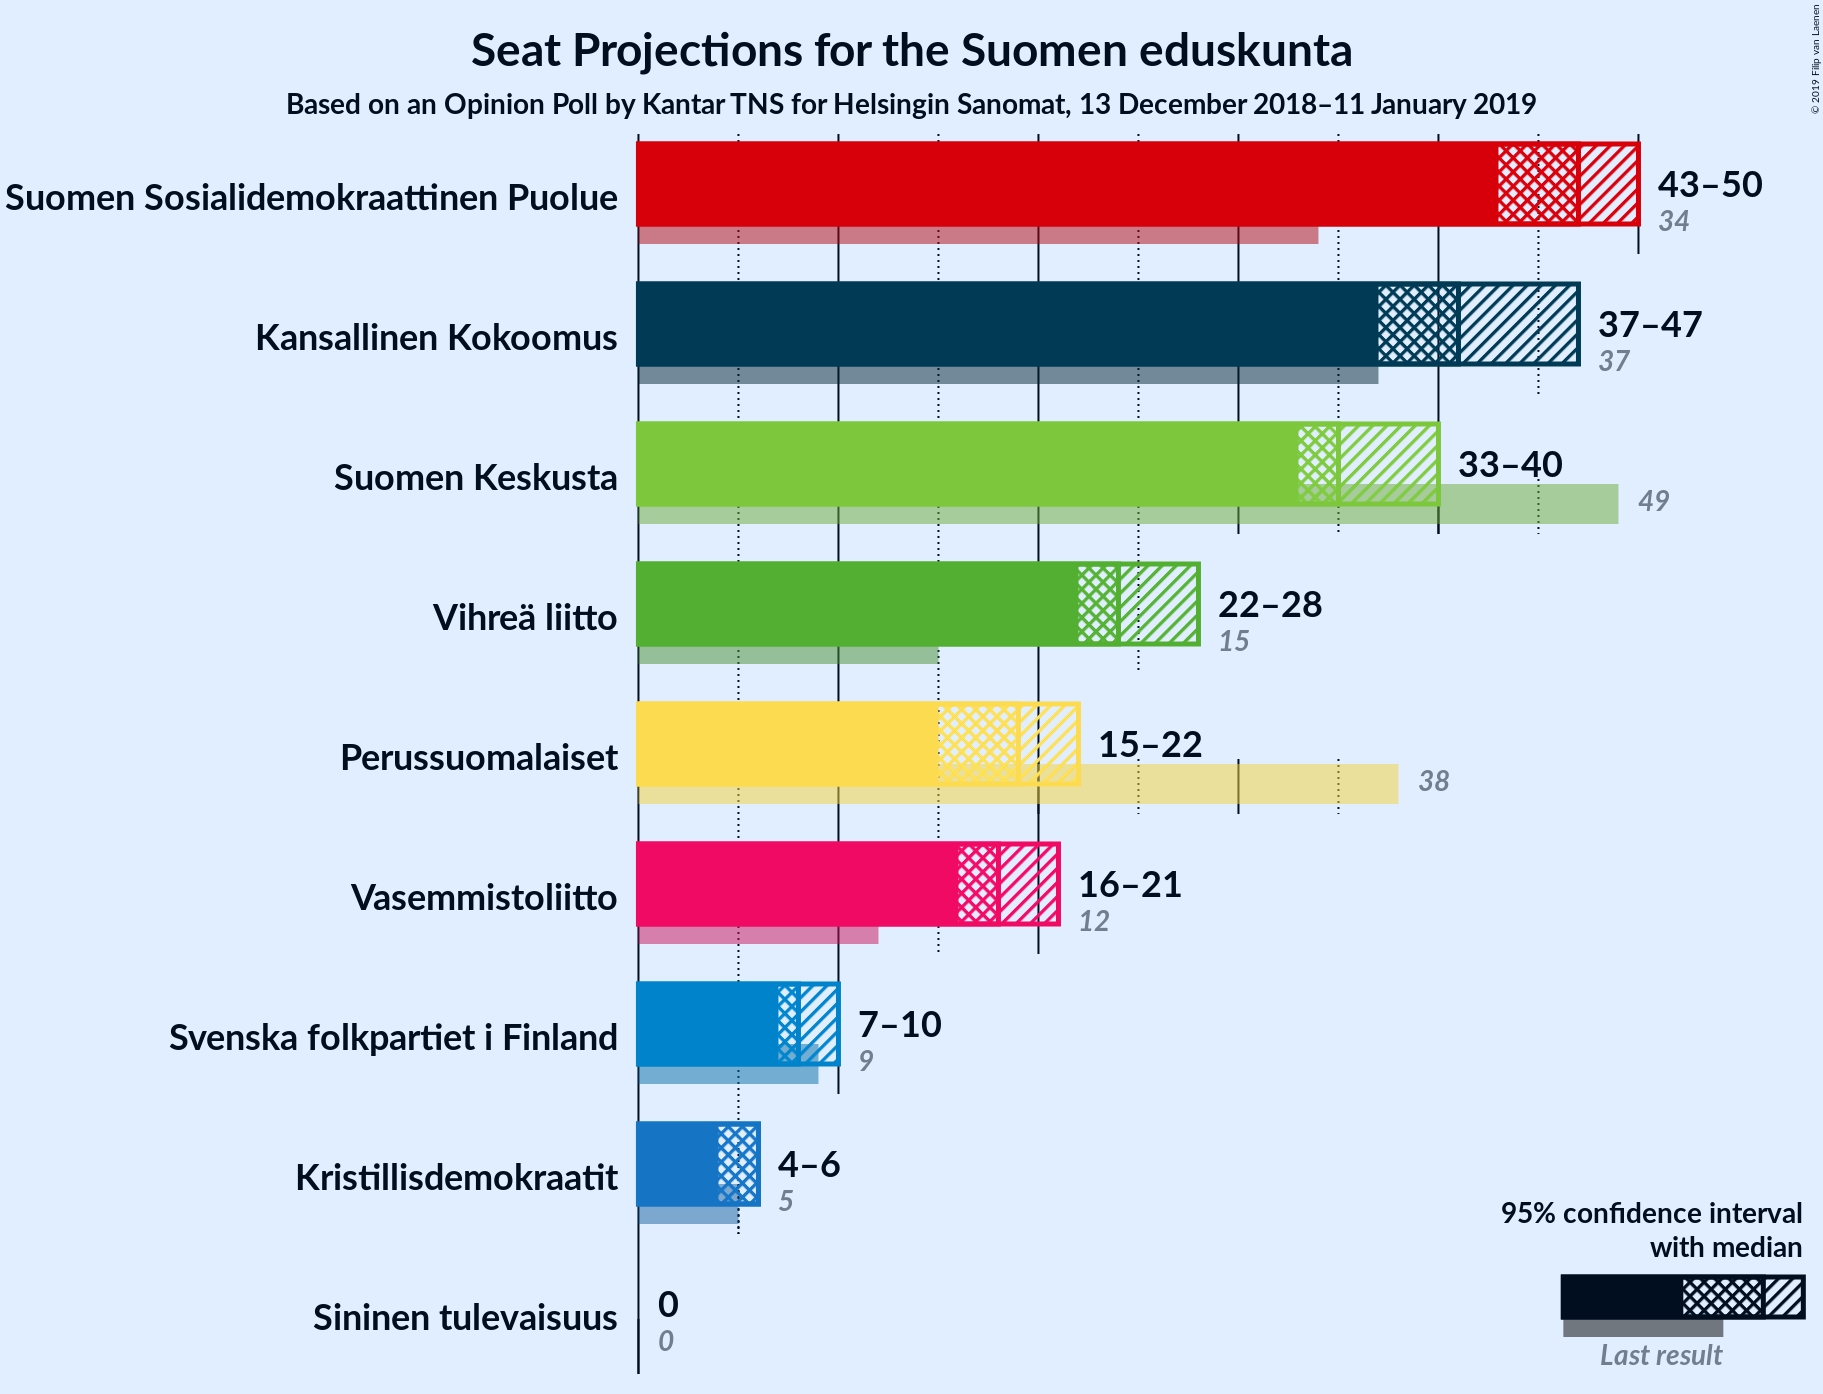 Seat Projections for the Suomen eduskunta
Based on an Opinion Poll by Kantar TNS for Helsingin Sanomat, 13 December 2018–11 January 2019
© 2019 Filip van Laenen
Suomen Sosialidemokraattinen Puolue
43–50
34
Kansallinen Kokoomus
37–47
37
Suomen Keskusta
33–40
49
Vihreä liitto
22–28
15
Perussuomalaiset
15–22
38
Vasemmistoliitto
16–21
12
Svenska folkpartiet i Finland
7–10
9
Kristillisdemokraatit
4–6
5
Sininen tulevaisuus
0
0
95% confidence interval
with median
Last result